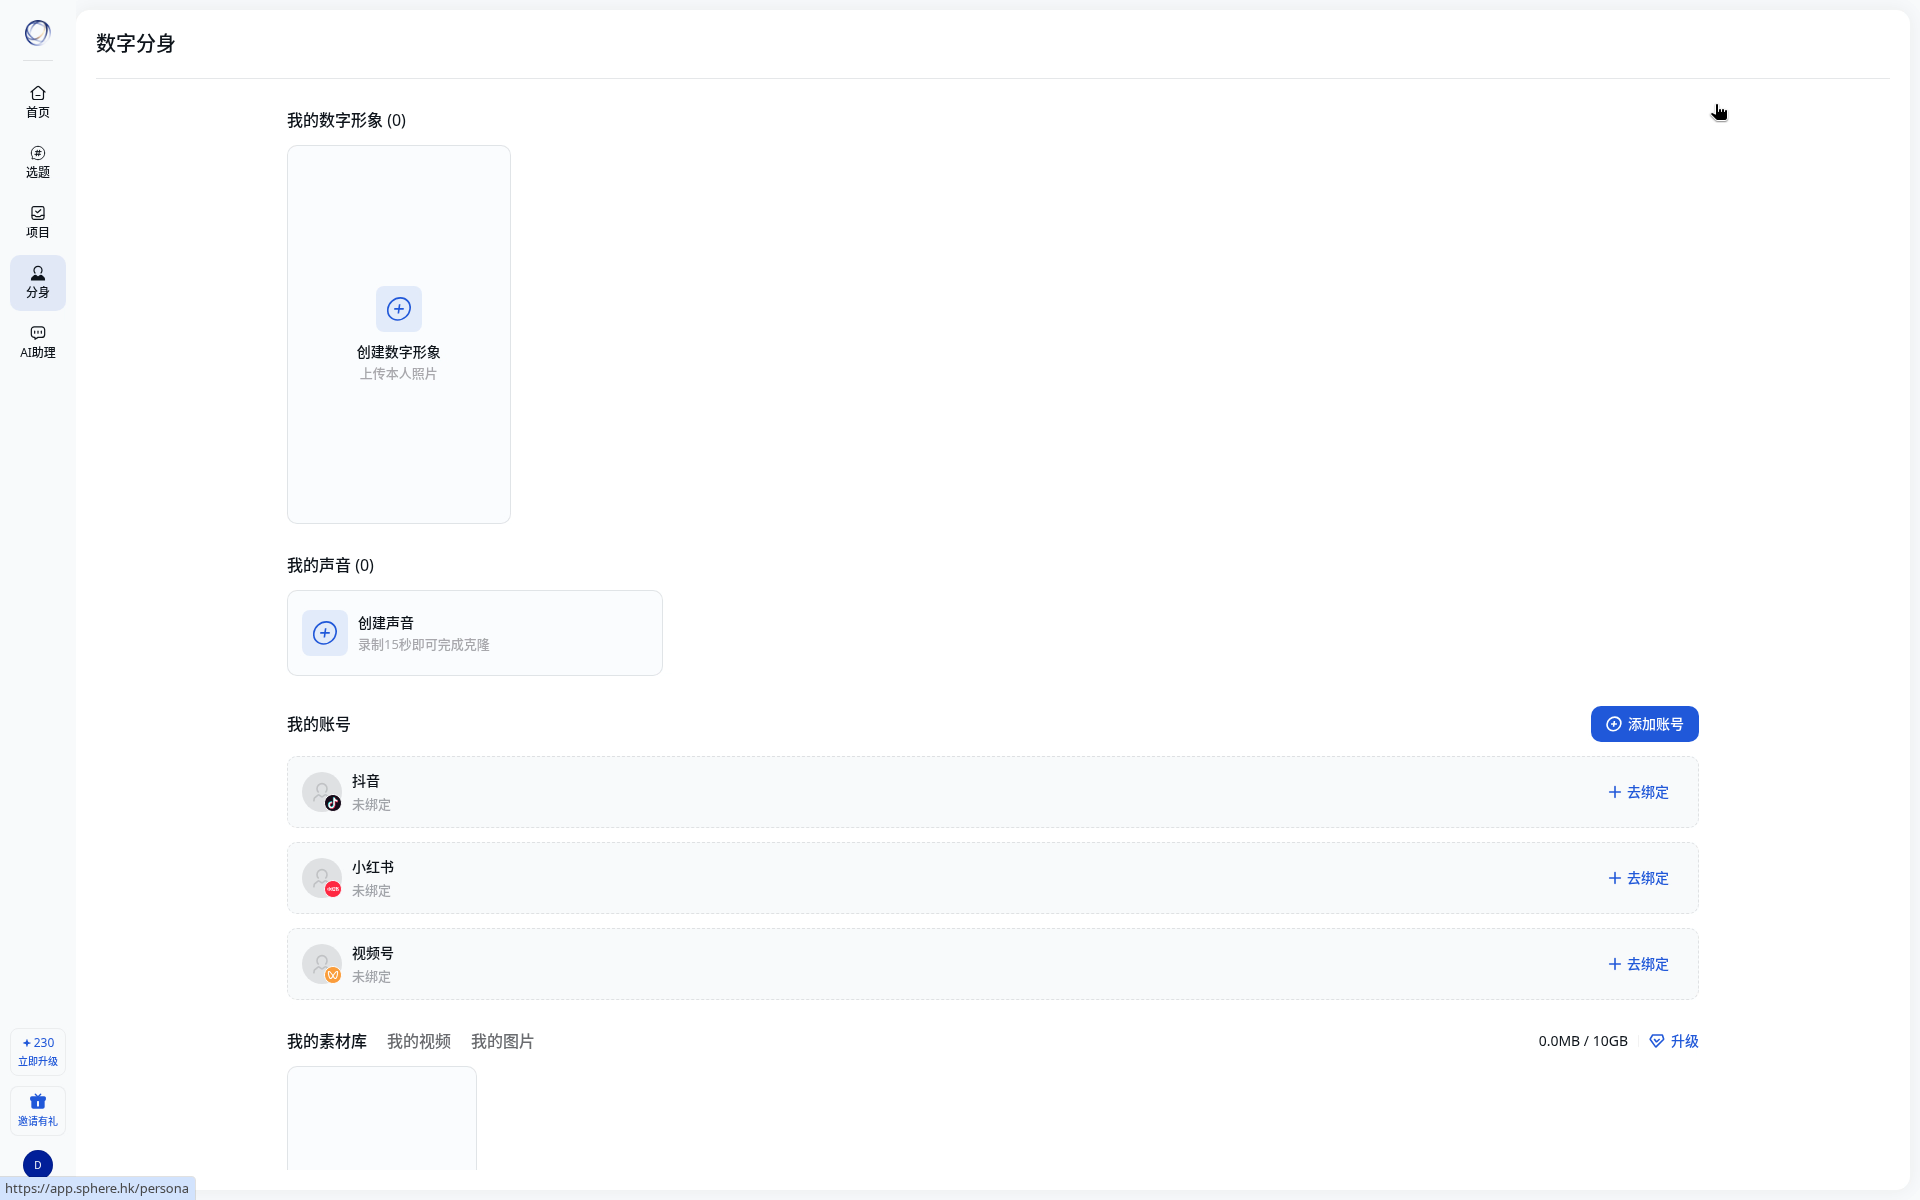 数字分身
首页
选题
项目
分身
AI助理
我的数字形象 (0)
创建数字形象
上传本人照片
我的声音 (0)
创建声音
录制15秒即可完成克隆
我的账号
添加账号
抖音
未绑定
去绑定
小红书
未绑定
去绑定
视频号
未绑定
去绑定
我的素材库 我的视频 我的图片
0.0MB / 10GB 升级
230
立即升级
邀请有礼
D
https://app.sphere.hk/persona